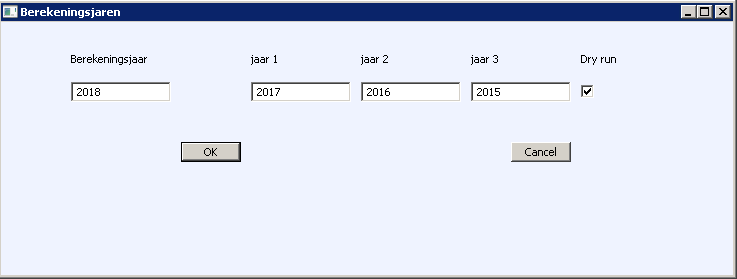 Berekeningsjaren
Berekeningsjaar jaar 1 jaar 2 jaar 3 Dry run
2018 2017 2016 2015
OK Cancel